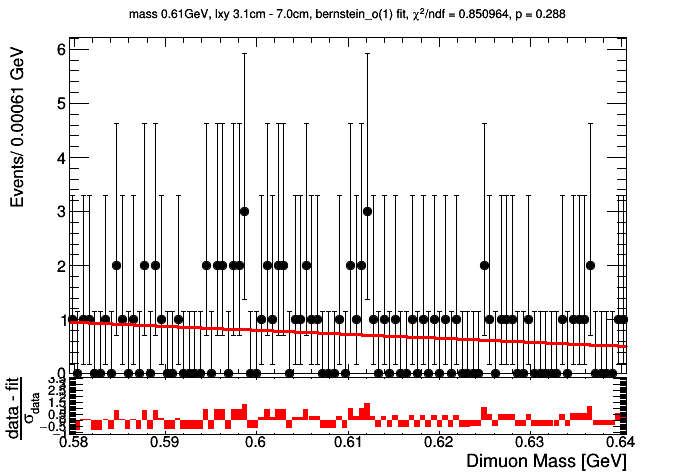 mass 0.61GeV, lxy 3.1cm - 7.0cm, bernstein_o(1) fit, χ²/ndf = 0.850964, p = 0.288
Events/ 0.00061 GeV
6
5
4
3
2
1
0
data - fit
σdata
0.58 0.59 0.6 0.61 0.62 0.63 0.64
Dimuon Mass [GeV]